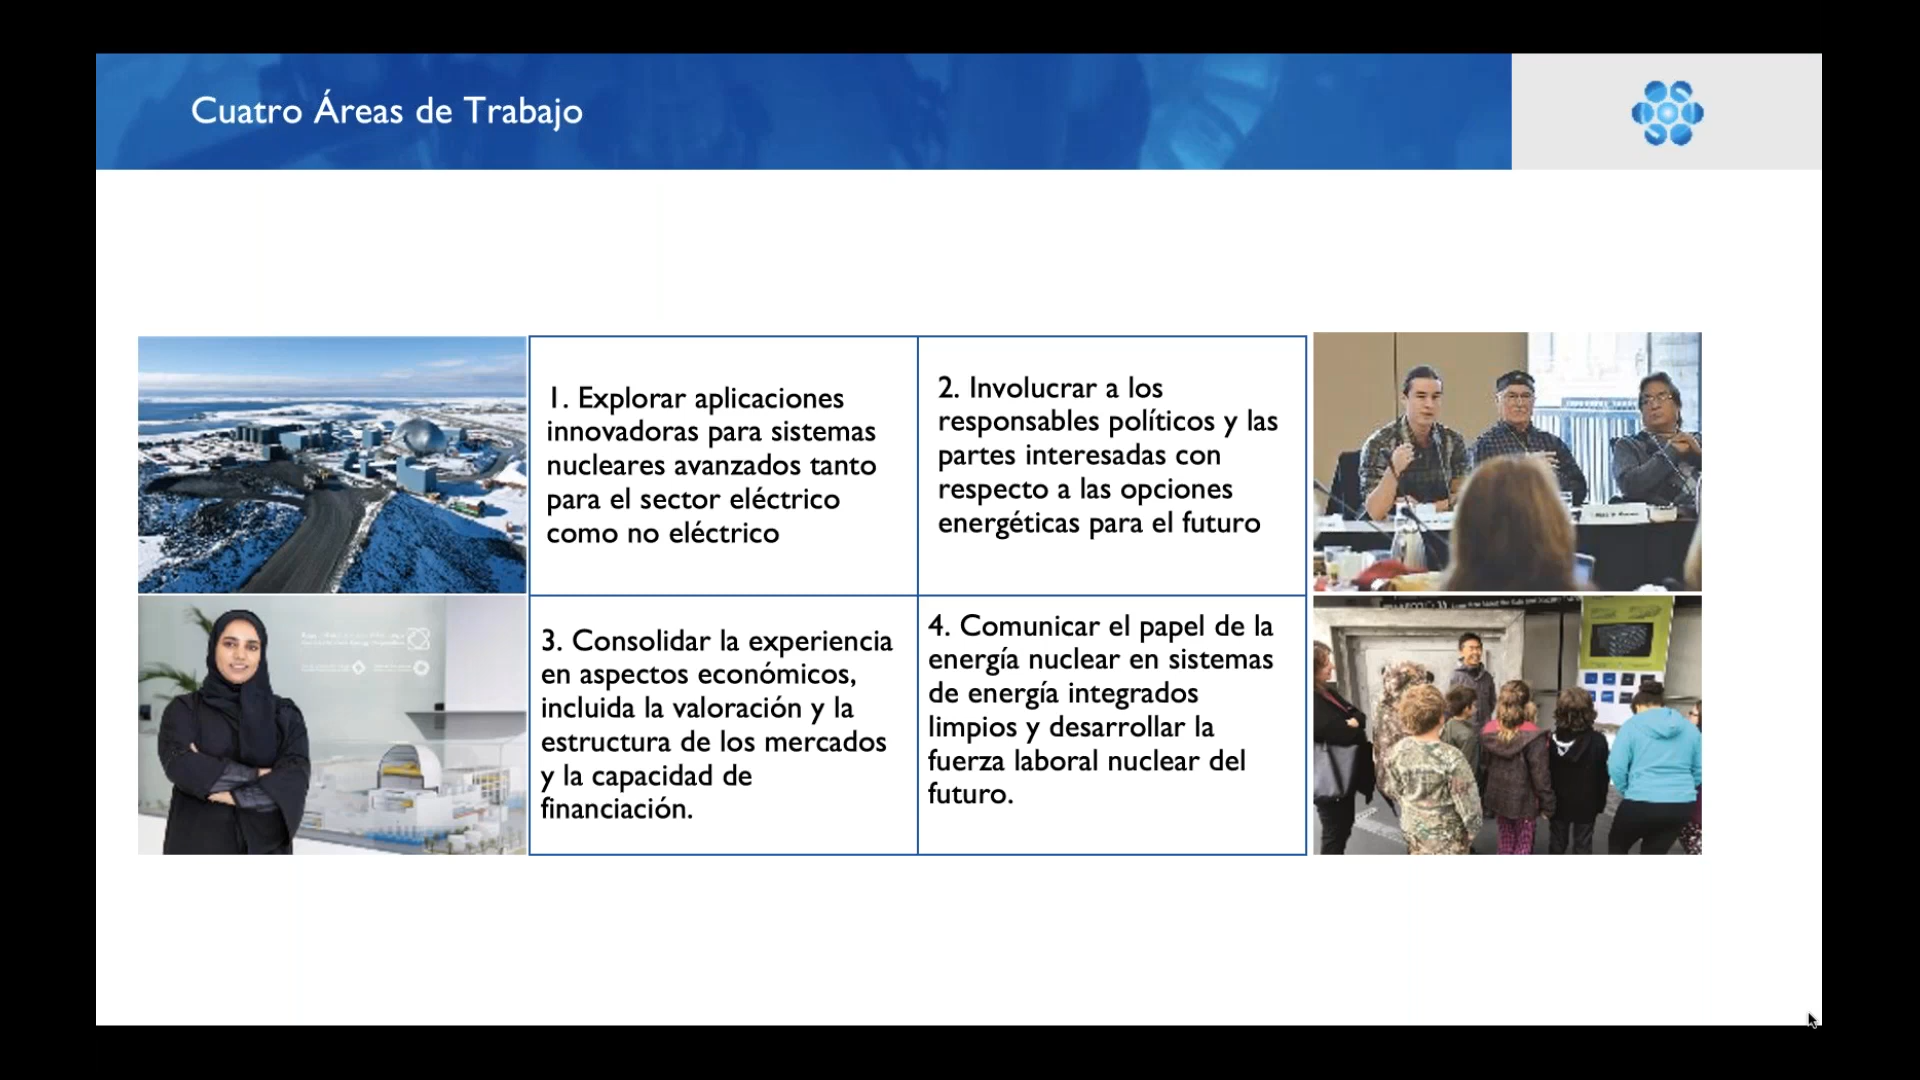 Cuatro Áreas de Trabajo
1. Explorar aplicaciones
innovadoras para sistemas
nucleares avanzados tanto
para el sector eléctrico
como no eléctrico
2. Involucrar a los
responsables políticos y las
partes interesadas con
respecto a las opciones
energéticas para el futuro
3. Consolidar la experiencia
en aspectos económicos,
incluida la valoración y la
estructura de los mercados
y la capacidad de
financiación.
4. Comunicar el papel de la
energía nuclear en sistemas
de energía integrados
limpios y desarrollar la
fuerza laboral nuclear del
futuro.